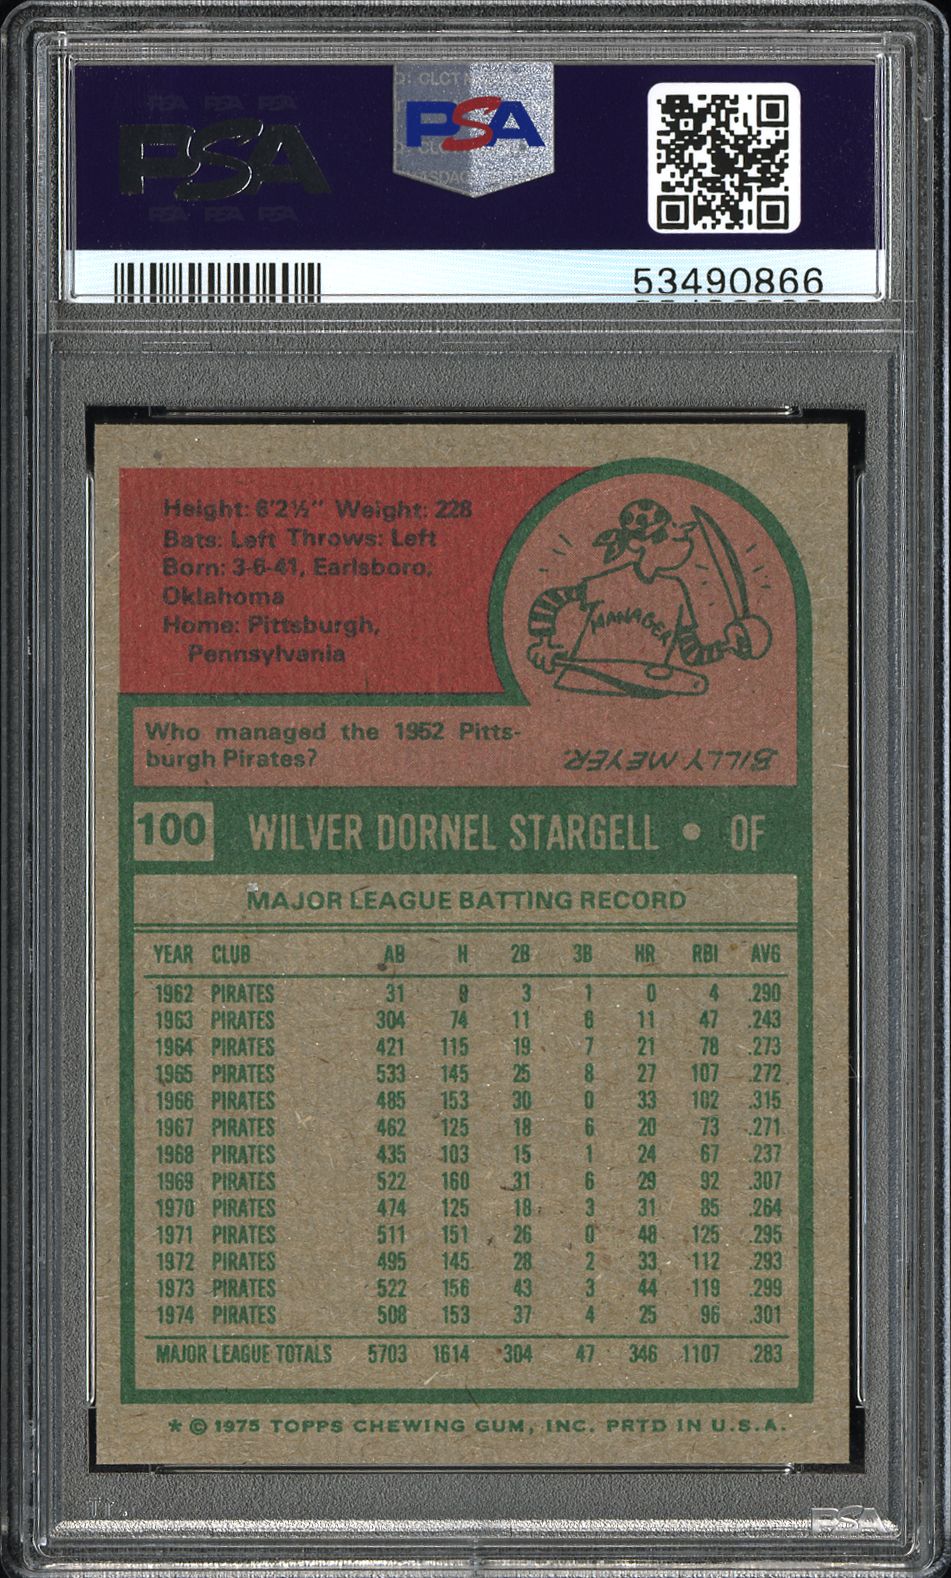 PSA
PSA
53490866
Height: 6'2½" Weight: 228
Bats: Left Throws: Left
Born: 3-6-41, Earlsboro,
Oklahoma
Home: Pittsburgh,
Pennsylvania
MANAGER
Who managed the 1952 Pitts-
burgh Pirates?
BILLY MEYER.
100 WILVER DORNEL STARGELL • OF
MAJOR LEAGUE BATTING RECORD
YEAR CLUB AB H 2B 3B HR RBI AVG
1962 PIRATES 31 9 3 1 0 4 .290
1963 PIRATES 304 74 11 6 11 47 .243
1964 PIRATES 421 115 19 7 21 78 .273
1965 PIRATES 533 145 25 8 27 107 .272
1966 PIRATES 485 153 30 0 33 102 .315
1967 PIRATES 462 125 18 6 20 73 .271
1968 PIRATES 435 103 15 1 24 67 .237
1969 PIRATES 522 160 31 6 29 92 .307
1970 PIRATES 474 125 18 3 31 85 .264
1971 PIRATES 511 151 26 0 48 125 .295
1972 PIRATES 495 145 28 2 33 112 .293
1973 PIRATES 522 156 43 3 44 119 .299
1974 PIRATES 508 153 37 4 25 96 .301
MAJOR LEAGUE TOTALS 5703 1614 304 47 346 1107 .283
* © 1975 TOPPS CHEWING GUM, INC. PRTD IN U.S.A.
PSA